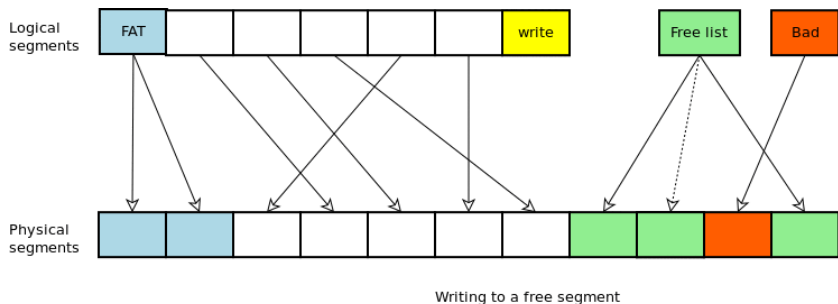 Logical
segments
FAT
write
Free list
Bad
Physical
segments
Writing to a free segment